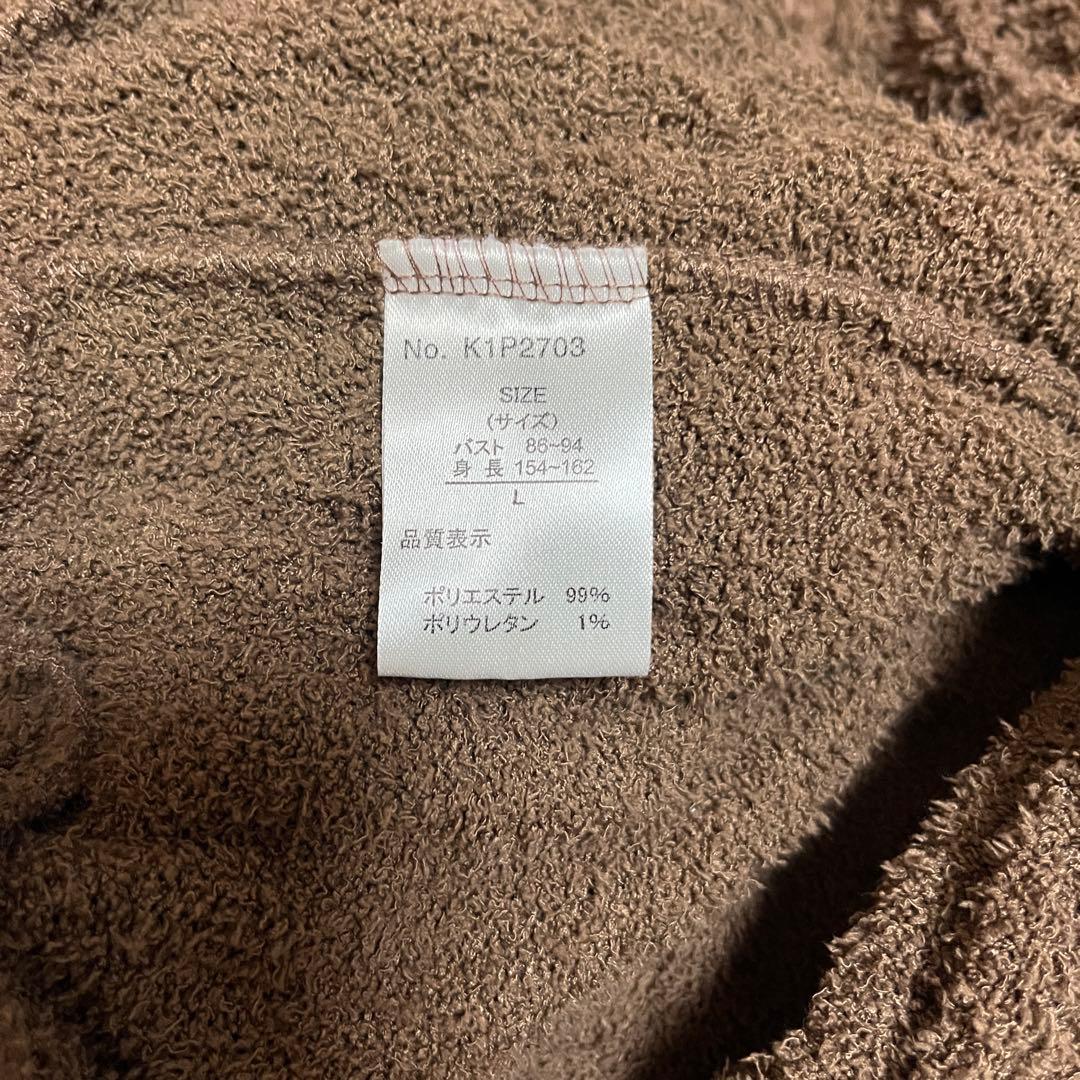 No. K1P2703
SIZE
(サイズ)
バスト 86~94
身 長 154~162
L
品質表示
ポリエステル 99%
ポリウレタン 1%